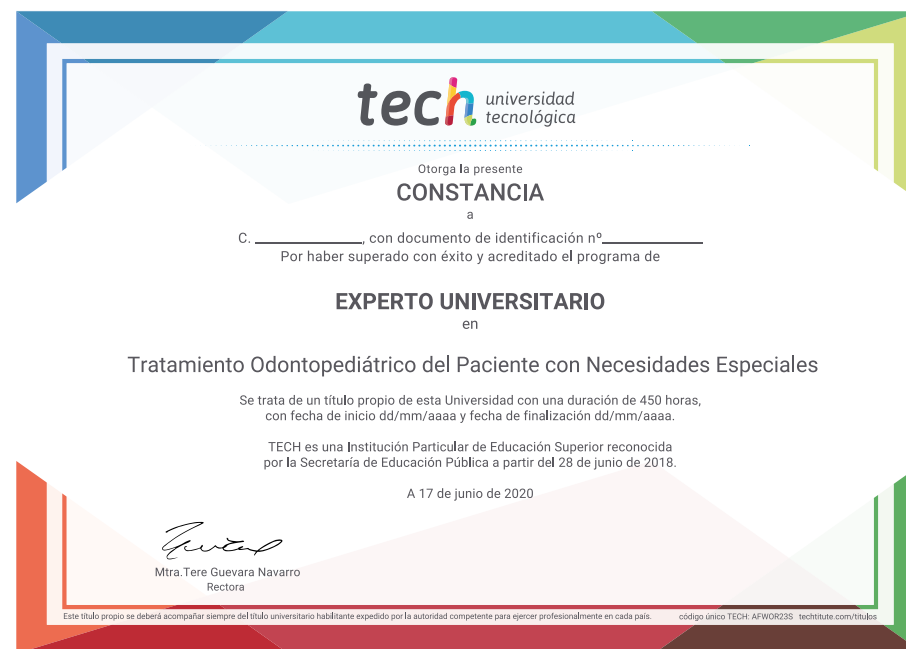 tech universidad
tecnológica
Otorga la presente
CONSTANCIA
a
C. ______________, con documento de identificación nº_____________
Por haber superado con éxito y acreditado el programa de
EXPERTO UNIVERSITARIO
en
Tratamiento Odontopediátrico del Paciente con Necesidades Especiales
Se trata de un título propio de esta Universidad con una duración de 450 horas,
con fecha de inicio dd/mm/aaaa y fecha de finalización dd/mm/aaaa.
TECH es una Institución Particular de Educación Superior reconocida
por la Secretaría de Educación Pública a partir del 28 de junio de 2018.
A 17 de junio de 2020
Mtra.Tere Guevara Navarro
Rectora
Este título propio se deberá acompañar siempre del título universitario habilitante expedido por la autoridad competente para ejercer profesionalmente en cada país. código único TECH: AFWOR23S techtitute.com/titulos